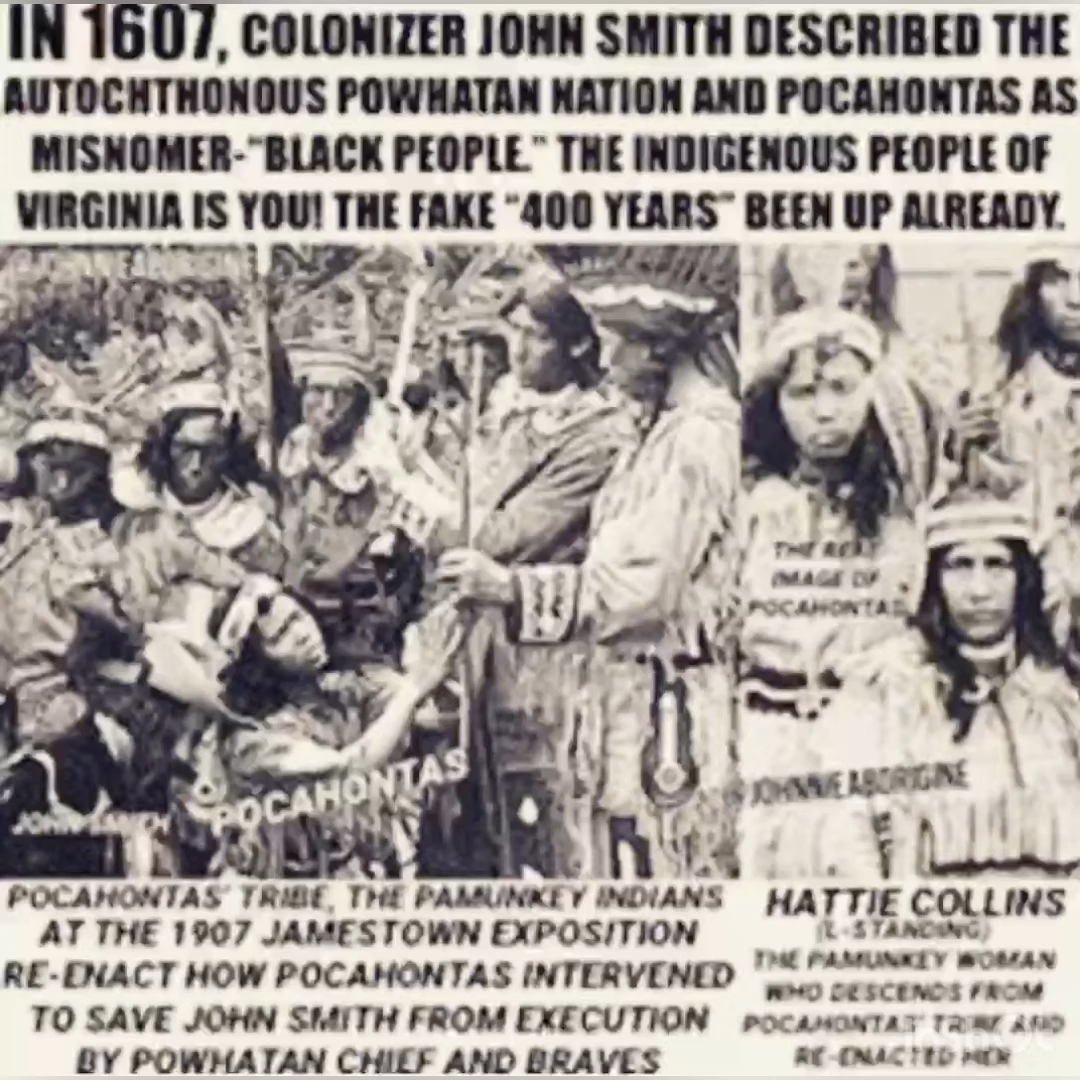 IN 1607, COLONIZER JOHN SMITH DESCRIBED THE
AUTOCHTHONOUS POWHATAN NATION AND POCAHONTAS AS
MISNOMER-"BLACK PEOPLE." THE INDIGENOUS PEOPLE OF
VIRGINIA IS YOU! THE FAKE "400 YEARS" BEEN UP ALREADY.
THE REAL
IMAGE OF
POCAHONTAS
JOHNNIEABORIGINE
POCAHONTAS
JOHN SMITH
POCAHONTAS' TRIBE, THE PAMUNKEY INDIANS
AT THE 1907 JAMESTOWN EXPOSITION
RE-ENACT HOW POCAHONTAS INTERVENED
TO SAVE JOHN SMITH FROM EXECUTION
BY POWHATAN CHIEF AND BRAVES
HATTIE COLLINS
(L-STANDING)
THE PAMUNKEY WOMAN
WHO DESCENDS FROM
POCAHONTAS' TRIBE AND
RE-ENACTED HER